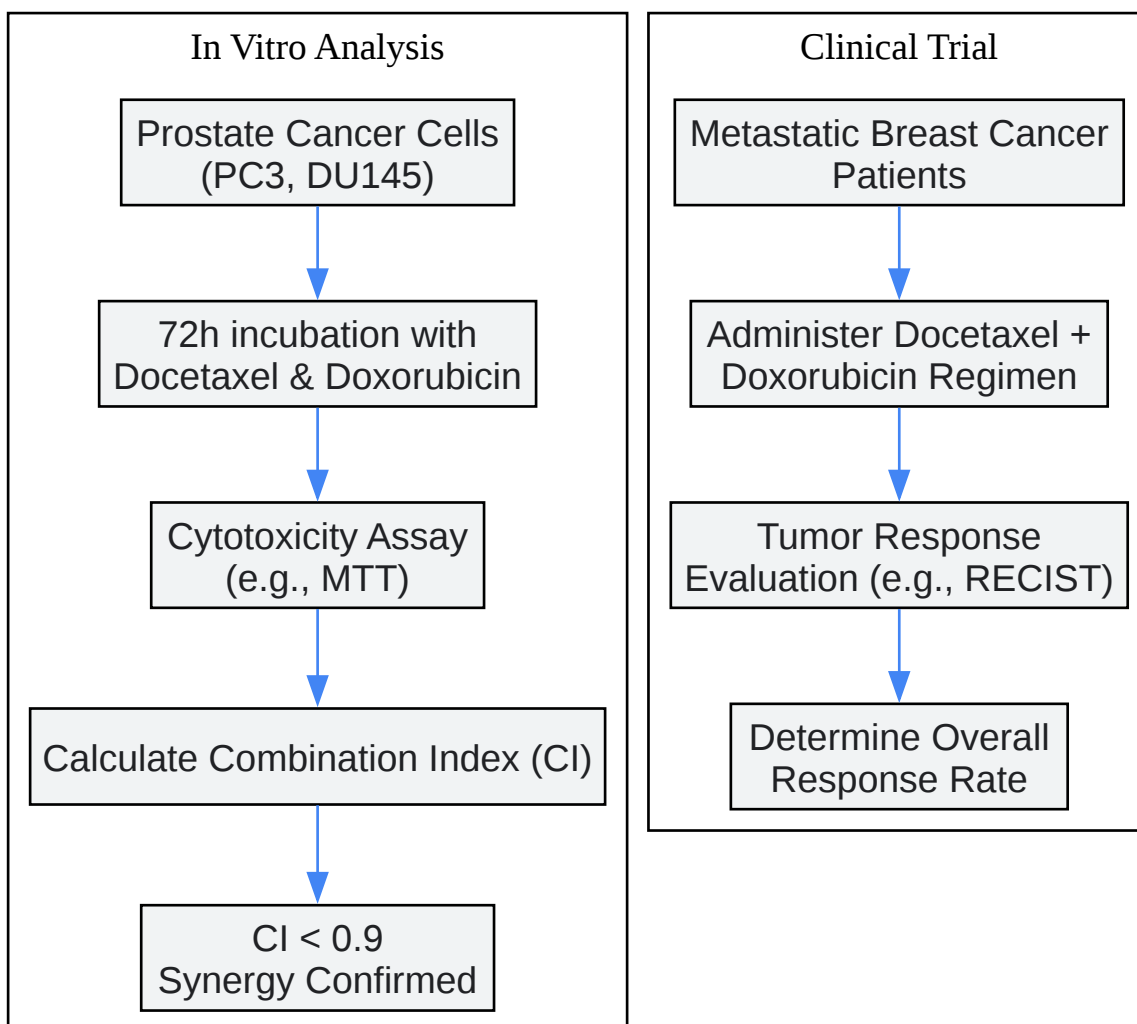 In Vitro Analysis
Prostate Cancer Cells
(PC3, DU145)
72h incubation with
Docetaxel & Doxorubicin
Cytotoxicity Assay
(e.g., MTT)
Calculate Combination Index (CI)
CI < 0.9
Synergy Confirmed
Clinical Trial
Metastatic Breast Cancer
Patients
Administer Docetaxel +
Doxorubicin Regimen
Tumor Response
Evaluation (e.g., RECIST)
Determine Overall
Response Rate